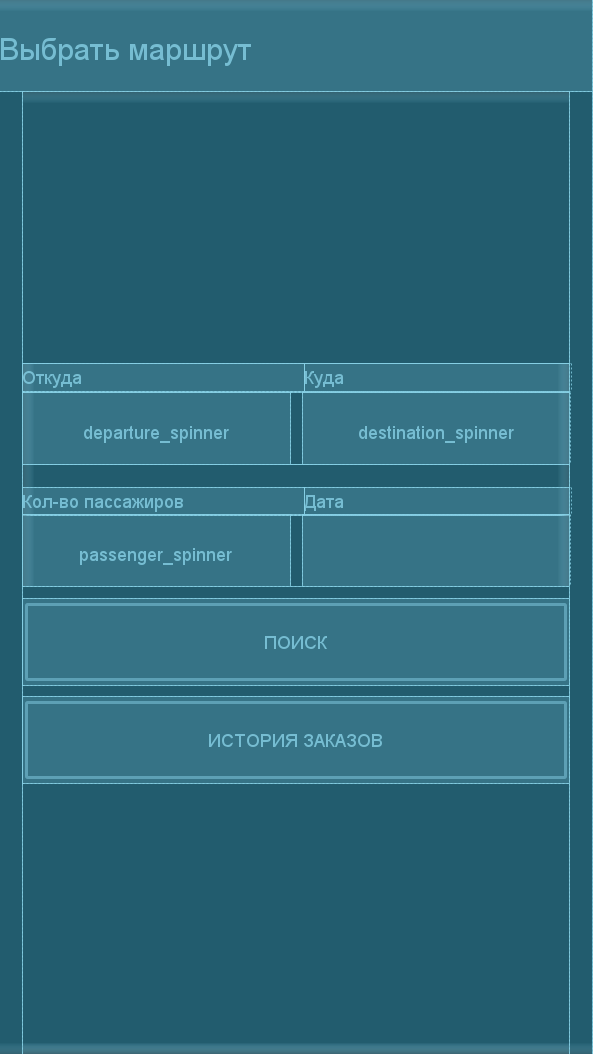 Выбрать маршрут
Откуда
Куда
departure_spinner
destination_spinner
Кол-во пассажиров
Дата
passenger_spinner
ПОИСК
ИСТОРИЯ ЗАКАЗОВ